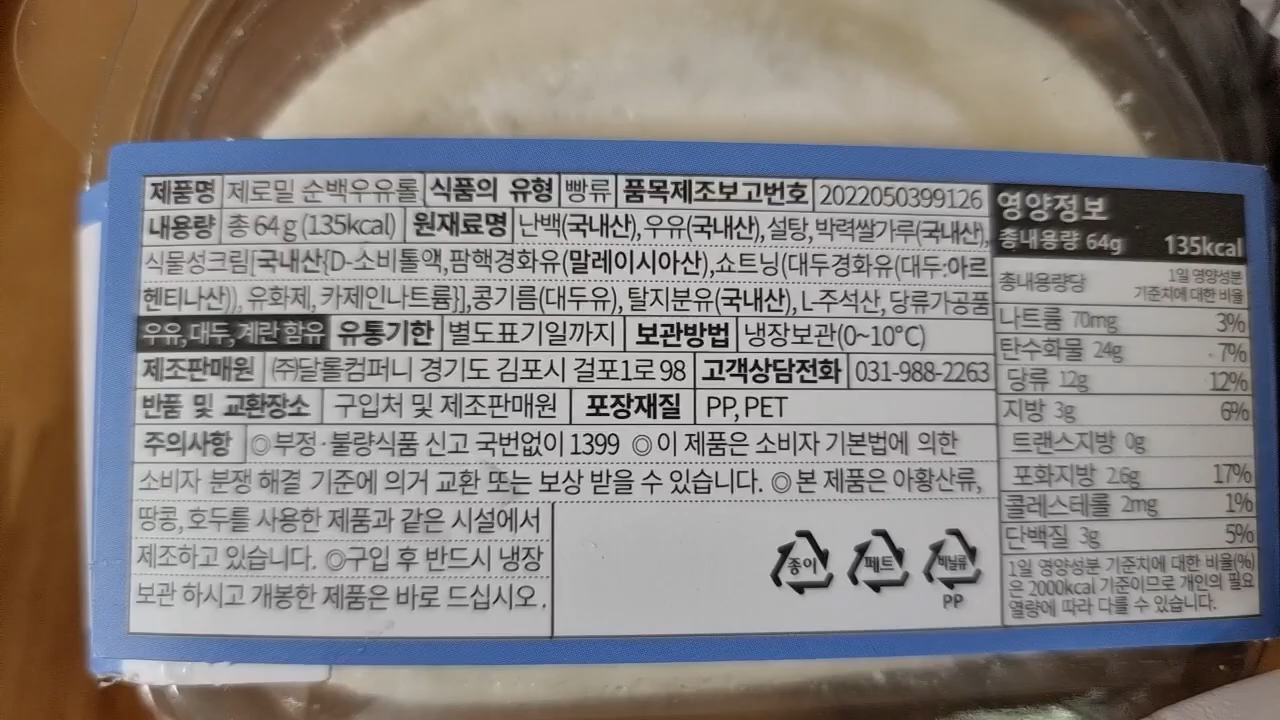 제품명 제로밀 순백우유롤 식품의 유형 빵류 품목제조보고번호 2022050399126
내용량 총 64 g (135kcal) 원재료명 난백(국내산), 우유(국내산), 설탕, 박력쌀가루(국내산),
식물성크림[국내산{D-소비톨액,팜핵경화유(말레이시아산),쇼트닝(대두경화유(대두:아르
헨티나산)), 유화제, 카제인나트륨}],콩기름(대두유), 탈지분유(국내산), L-주석산, 당류가공품
우유, 대두, 계란 함유 유통기한 별도표기일까지 보관방법 냉장보관(0~10°C)
제조판매원 ㈜달롤컴퍼니 경기도 김포시 걸포1로 98 고객상담전화 031-988-2263
반품 및 교환장소 구입처 및 제조판매원 포장재질 PP, PET
주의사항 ◎부정·불량식품 신고 국번없이 1399 ◎이 제품은 소비자 기본법에 의한
소비자 분쟁 해결 기준에 의거 교환 또는 보상 받을 수 있습니다. ◎본 제품은 아황산류,
땅콩, 호두를 사용한 제품과 같은 시설에서
제조하고 있습니다. ◎구입 후 반드시 냉장
보관 하시고 개봉한 제품은 바로 드십시오.
종이 페트 비닐류
PP
영양정보
총내용량 64g 135kcal
총내용량당 1일 영양성분
기준치에 대한 비율
나트륨 70mg 3%
탄수화물 24g 7%
당류 12g 12%
지방 3g 6%
트랜스지방 0g
포화지방 2.6g 17%
콜레스테롤 2mg 1%
단백질 3g 5%
1일 영양성분 기준치에 대한 비율(%)
은 2000kcal 기준이므로 개인의 필요
열량에 따라 다를 수 있습니다.